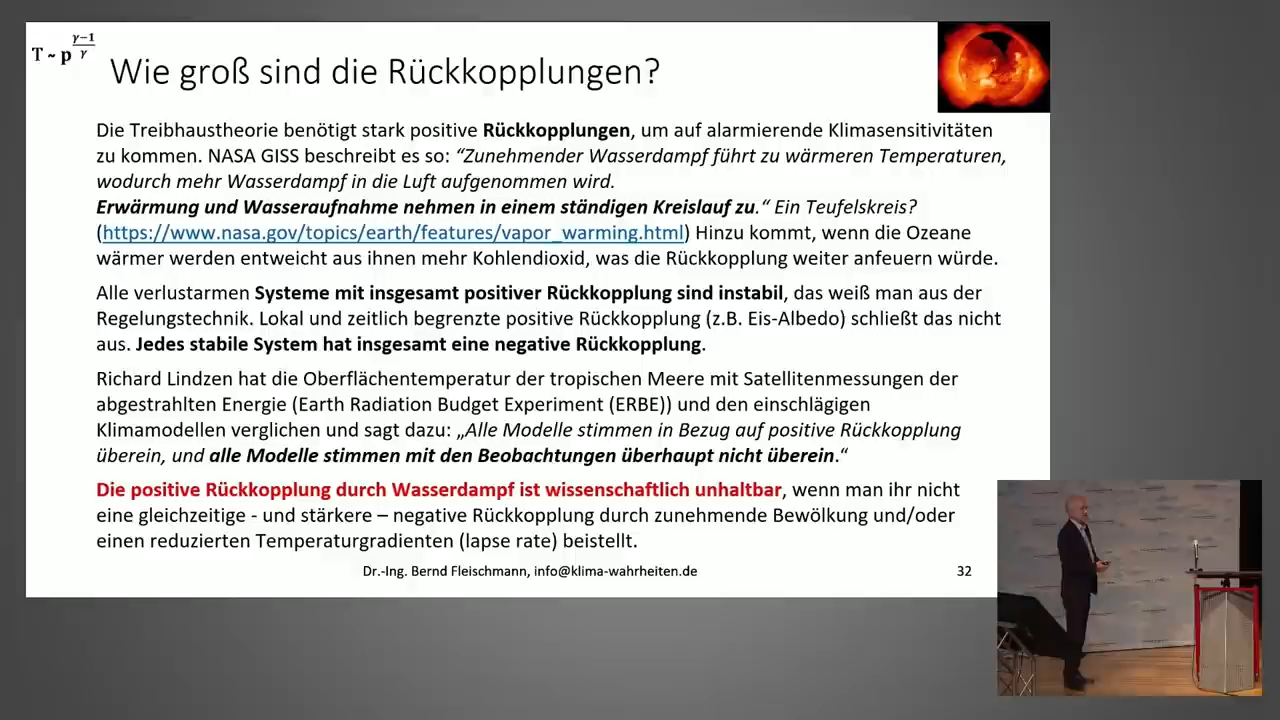 T ~ p^((γ−1)/γ)
Wie groß sind die Rückkopplungen?
Die Treibhaustheorie benötigt stark positive Rückkopplungen, um auf alarmierende Klimasensitivitäten
zu kommen. NASA GISS beschreibt es so: “Zunehmender Wasserdampf führt zu wärmeren Temperaturen,
wodurch mehr Wasserdampf in die Luft aufgenommen wird.
Erwärmung und Wasseraufnahme nehmen in einem ständigen Kreislauf zu.“ Ein Teufelskreis?
(https://www.nasa.gov/topics/earth/features/vapor_warming.html) Hinzu kommt, wenn die Ozeane
wärmer werden entweicht aus ihnen mehr Kohlendioxid, was die Rückkopplung weiter anfeuern würde.
Alle verlustarmen Systeme mit insgesamt positiver Rückkopplung sind instabil, das weiß man aus der
Regelungstechnik. Lokal und zeitlich begrenzte positive Rückkopplung (z.B. Eis-Albedo) schließt das nicht
aus. Jedes stabile System hat insgesamt eine negative Rückkopplung.
Richard Lindzen hat die Oberflächentemperatur der tropischen Meere mit Satellitenmessungen der
abgestrahlten Energie (Earth Radiation Budget Experiment (ERBE)) und den einschlägigen
Klimamodellen verglichen und sagt dazu: „Alle Modelle stimmen in Bezug auf positive Rückkopplung
überein, und alle Modelle stimmen mit den Beobachtungen überhaupt nicht überein.“
Die positive Rückkopplung durch Wasserdampf ist wissenschaftlich unhaltbar, wenn man ihr nicht
eine gleichzeitige - und stärkere – negative Rückkopplung durch zunehmende Bewölkung und/oder
einen reduzierten Temperaturgradienten (lapse rate) beistellt.
Dr.-Ing. Bernd Fleischmann, info@klima-wahrheiten.de
32